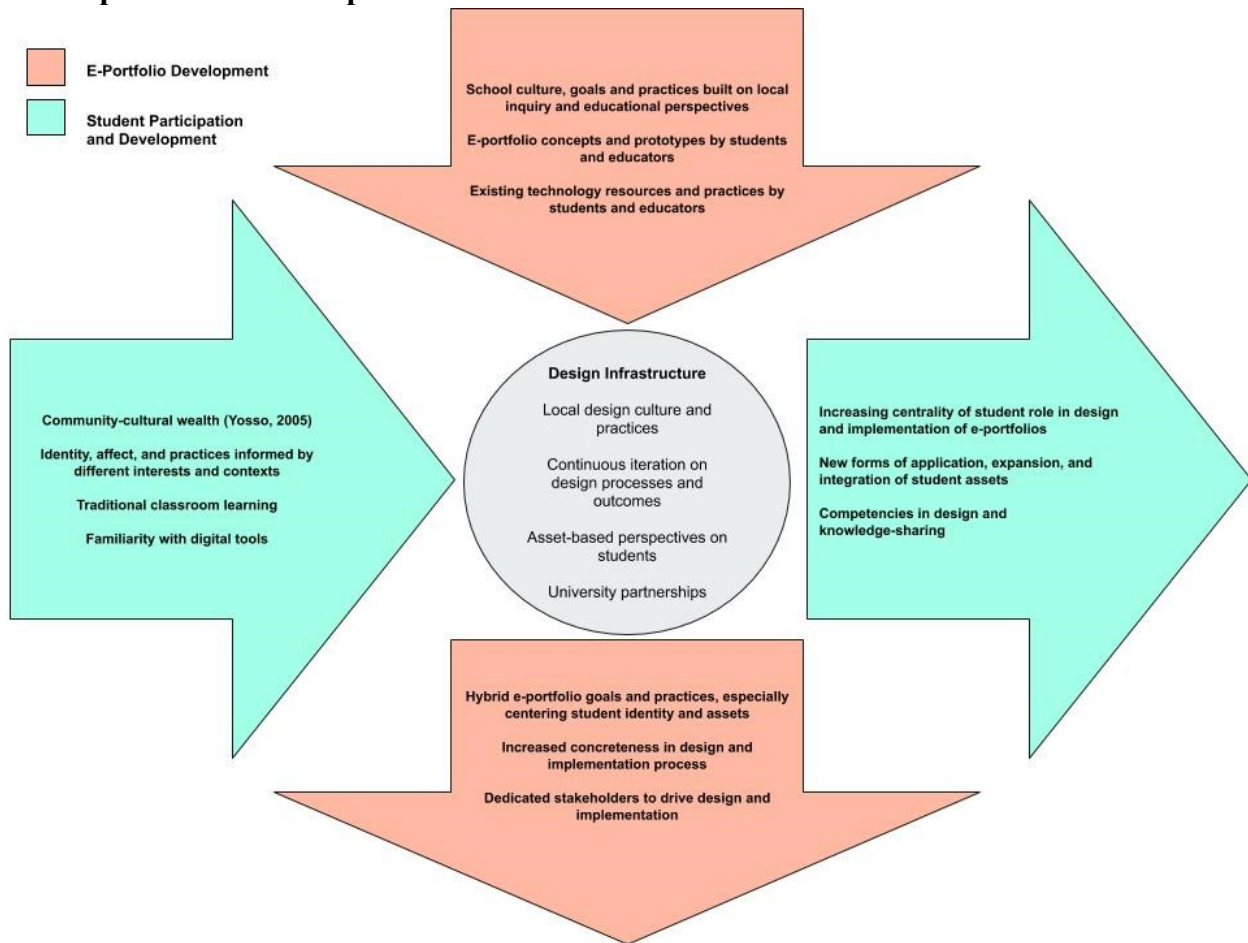 E-Portfolio Development
Student Participation
and Development
School culture, goals and practices built on local
inquiry and educational perspectives
E-portfolio concepts and prototypes by students
and educators
Existing technology resources and practices by
students and educators
Community-cultural wealth (Yosso, 2005)
Identity, affect, and practices informed by
different interests and contexts
Traditional classroom learning
Familiarity with digital tools
Design Infrastructure
Local design culture and
practices
Continuous iteration on
design processes and
outcomes
Asset-based perspectives on
students
University partnerships
Increasing centrality of student role in design
and implementation of e-portfolios
New forms of application, expansion, and
integration of student assets
Competencies in design and
knowledge-sharing
Hybrid e-portfolio goals and practices, especially
centering student identity and assets
Increased concreteness in design and
implementation process
Dedicated stakeholders to drive design and
implementation